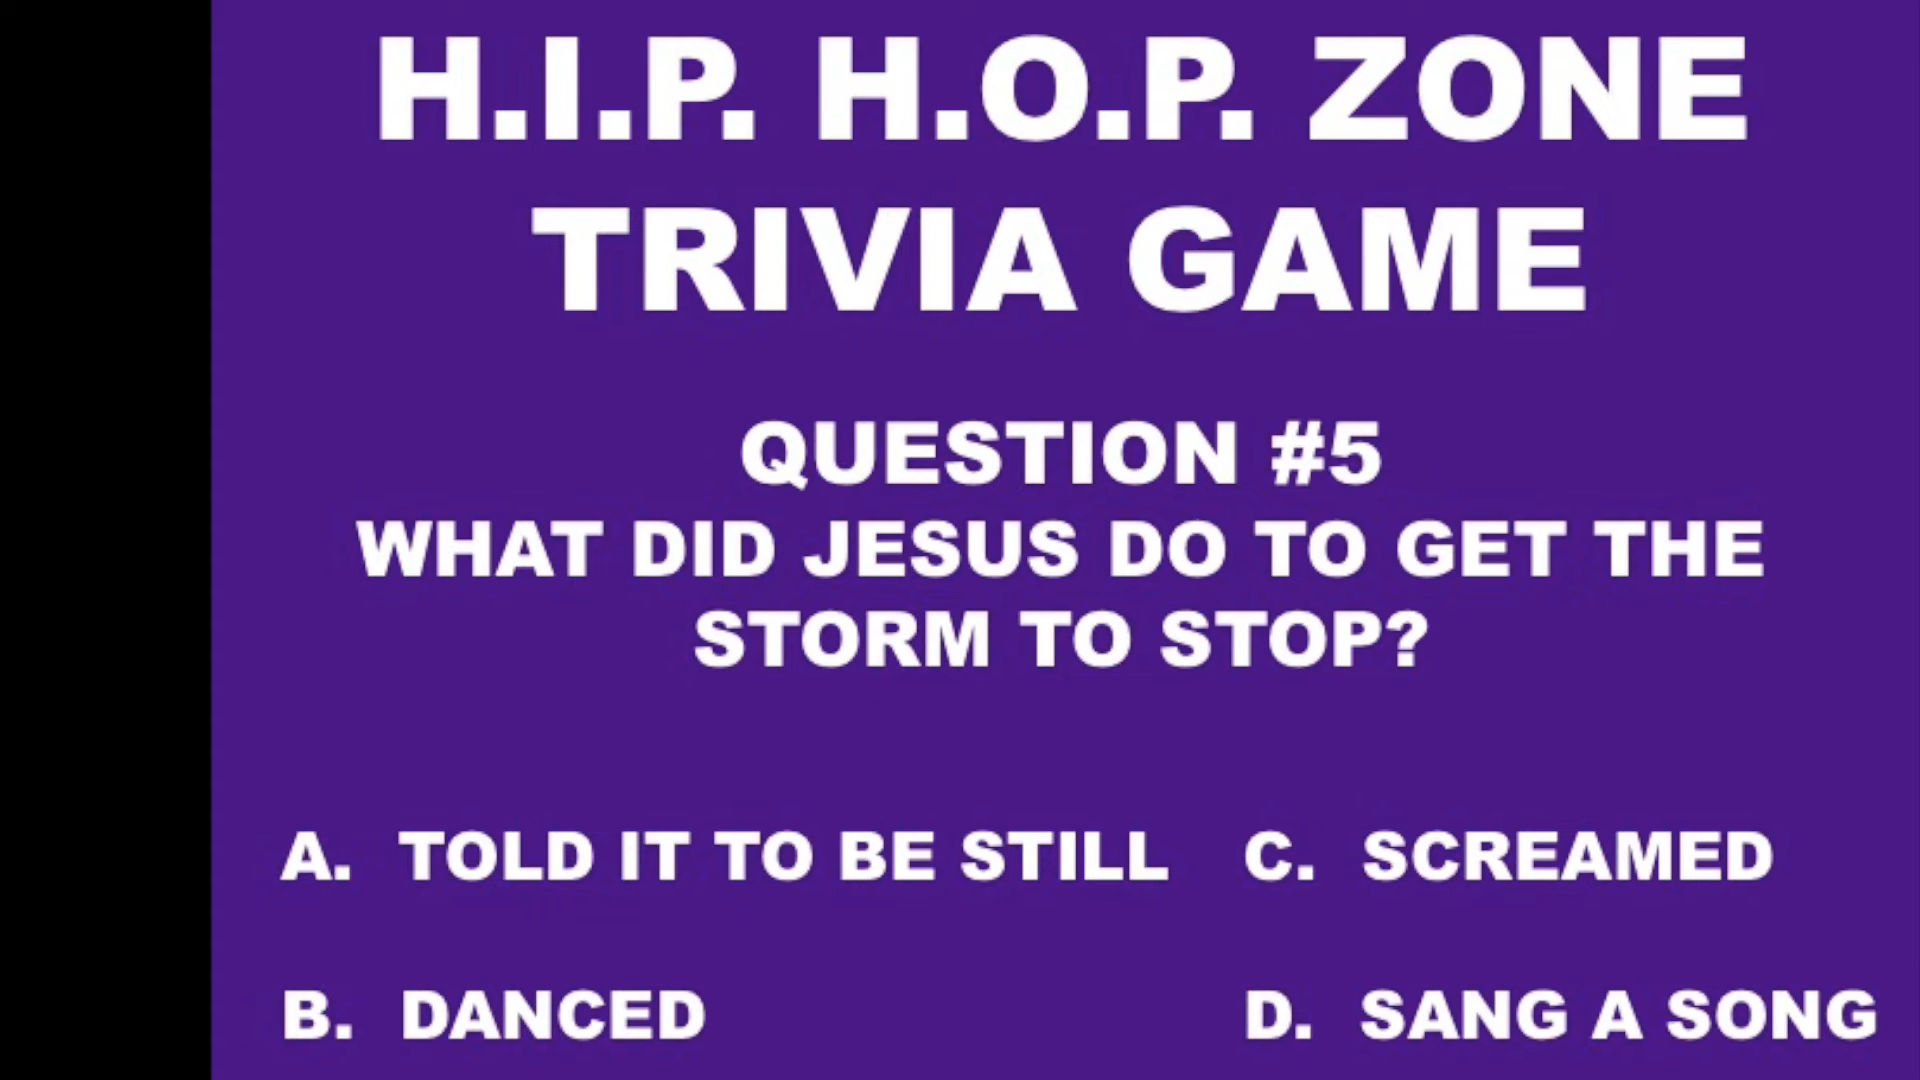 H.I.P. H.O.P. ZONE
TRIVIA GAME
QUESTION #5
WHAT DID JESUS DO TO GET THE
STORM TO STOP?
A. TOLD IT TO BE STILL
C. SCREAMED
B. DANCED
D. SANG A SONG